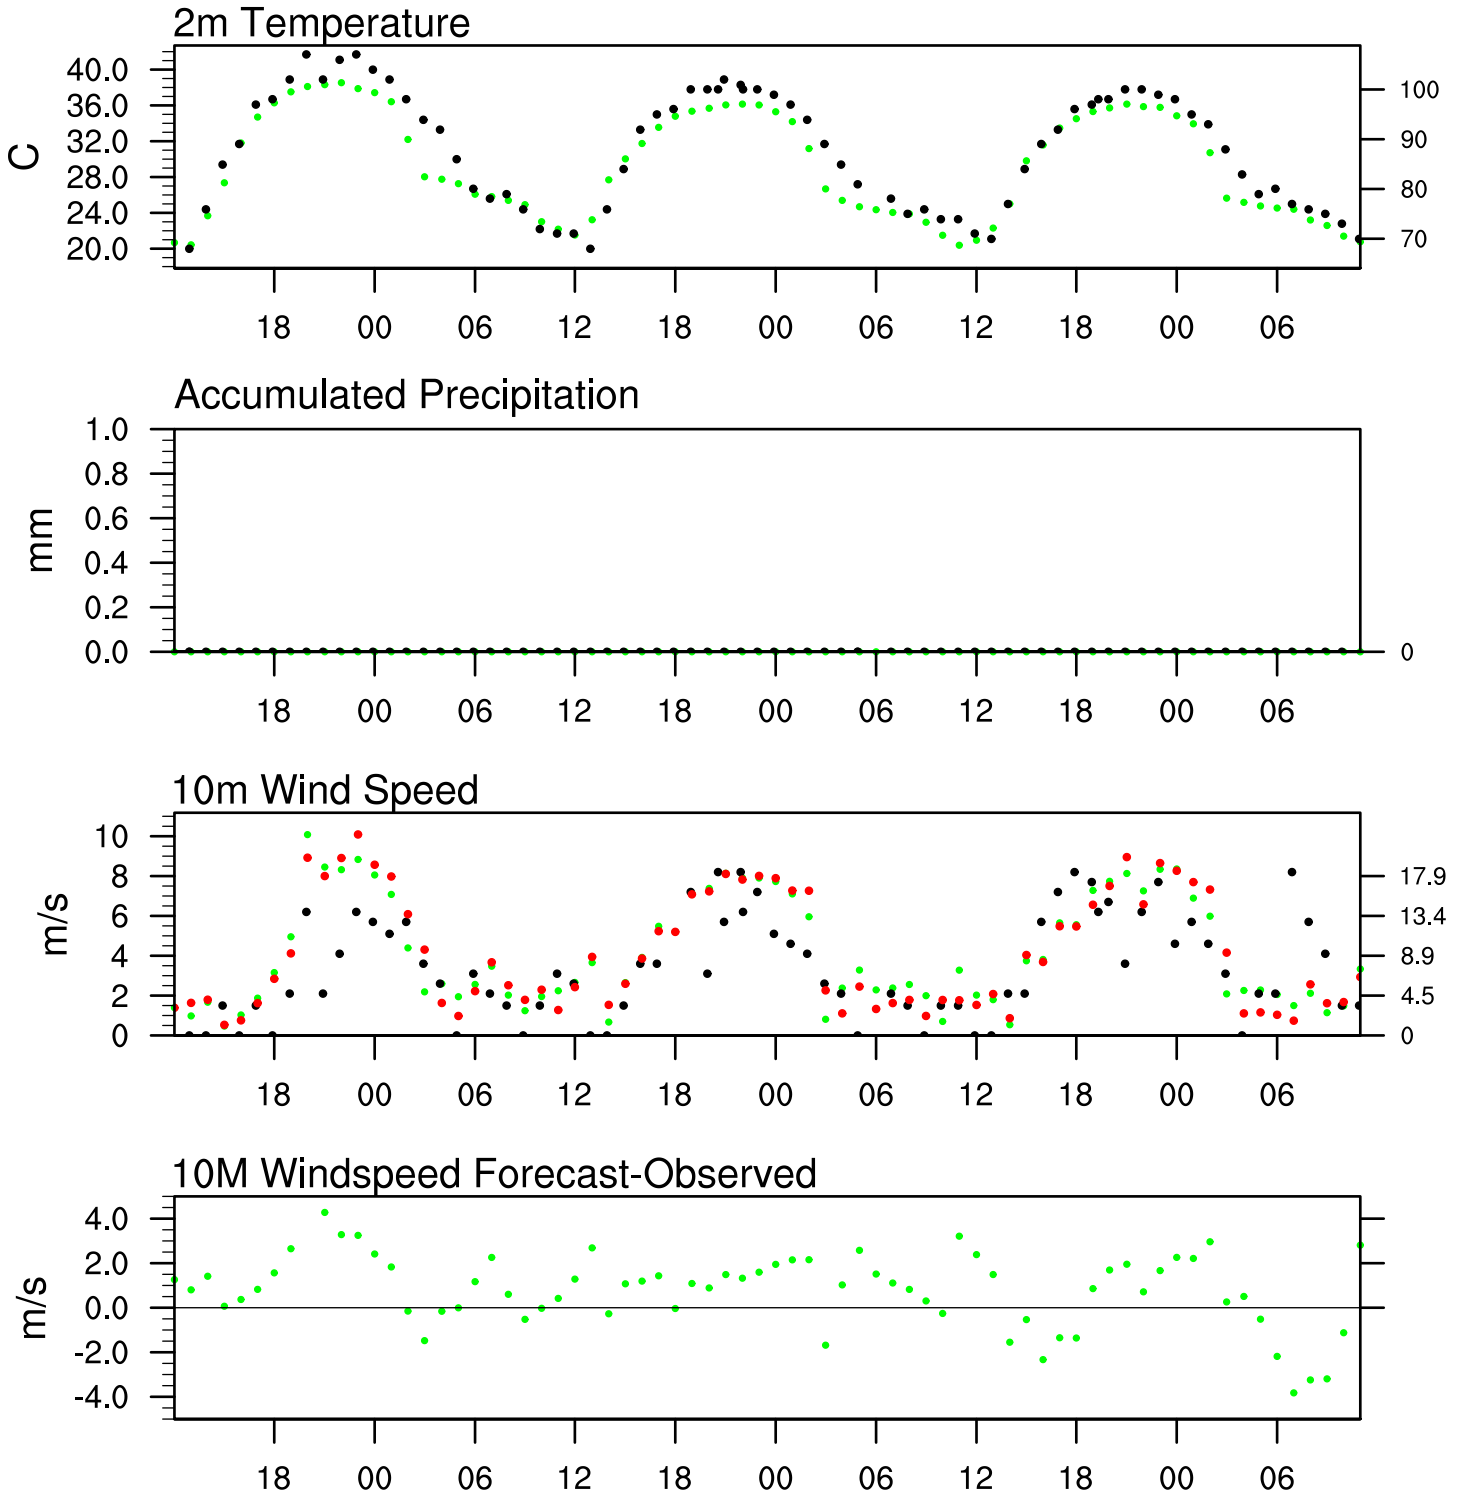 2m Temperature
C
40.0
36.0
32.0
28.0
24.0
20.0
100
90
80
70
18 00 06 12 18 00 06 12 18 00 06
Accumulated Precipitation
mm
1.0
0.8
0.6
0.4
0.2
0.0
0
18 00 06 12 18 00 06 12 18 00 06
10m Wind Speed
m/s
10
8
6
4
2
0
17.9
13.4
8.9
4.5
0
18 00 06 12 18 00 06 12 18 00 06
10M Windspeed Forecast-Observed
m/s
4.0
2.0
0.0
-2.0
-4.0
18 00 06 12 18 00 06 12 18 00 06